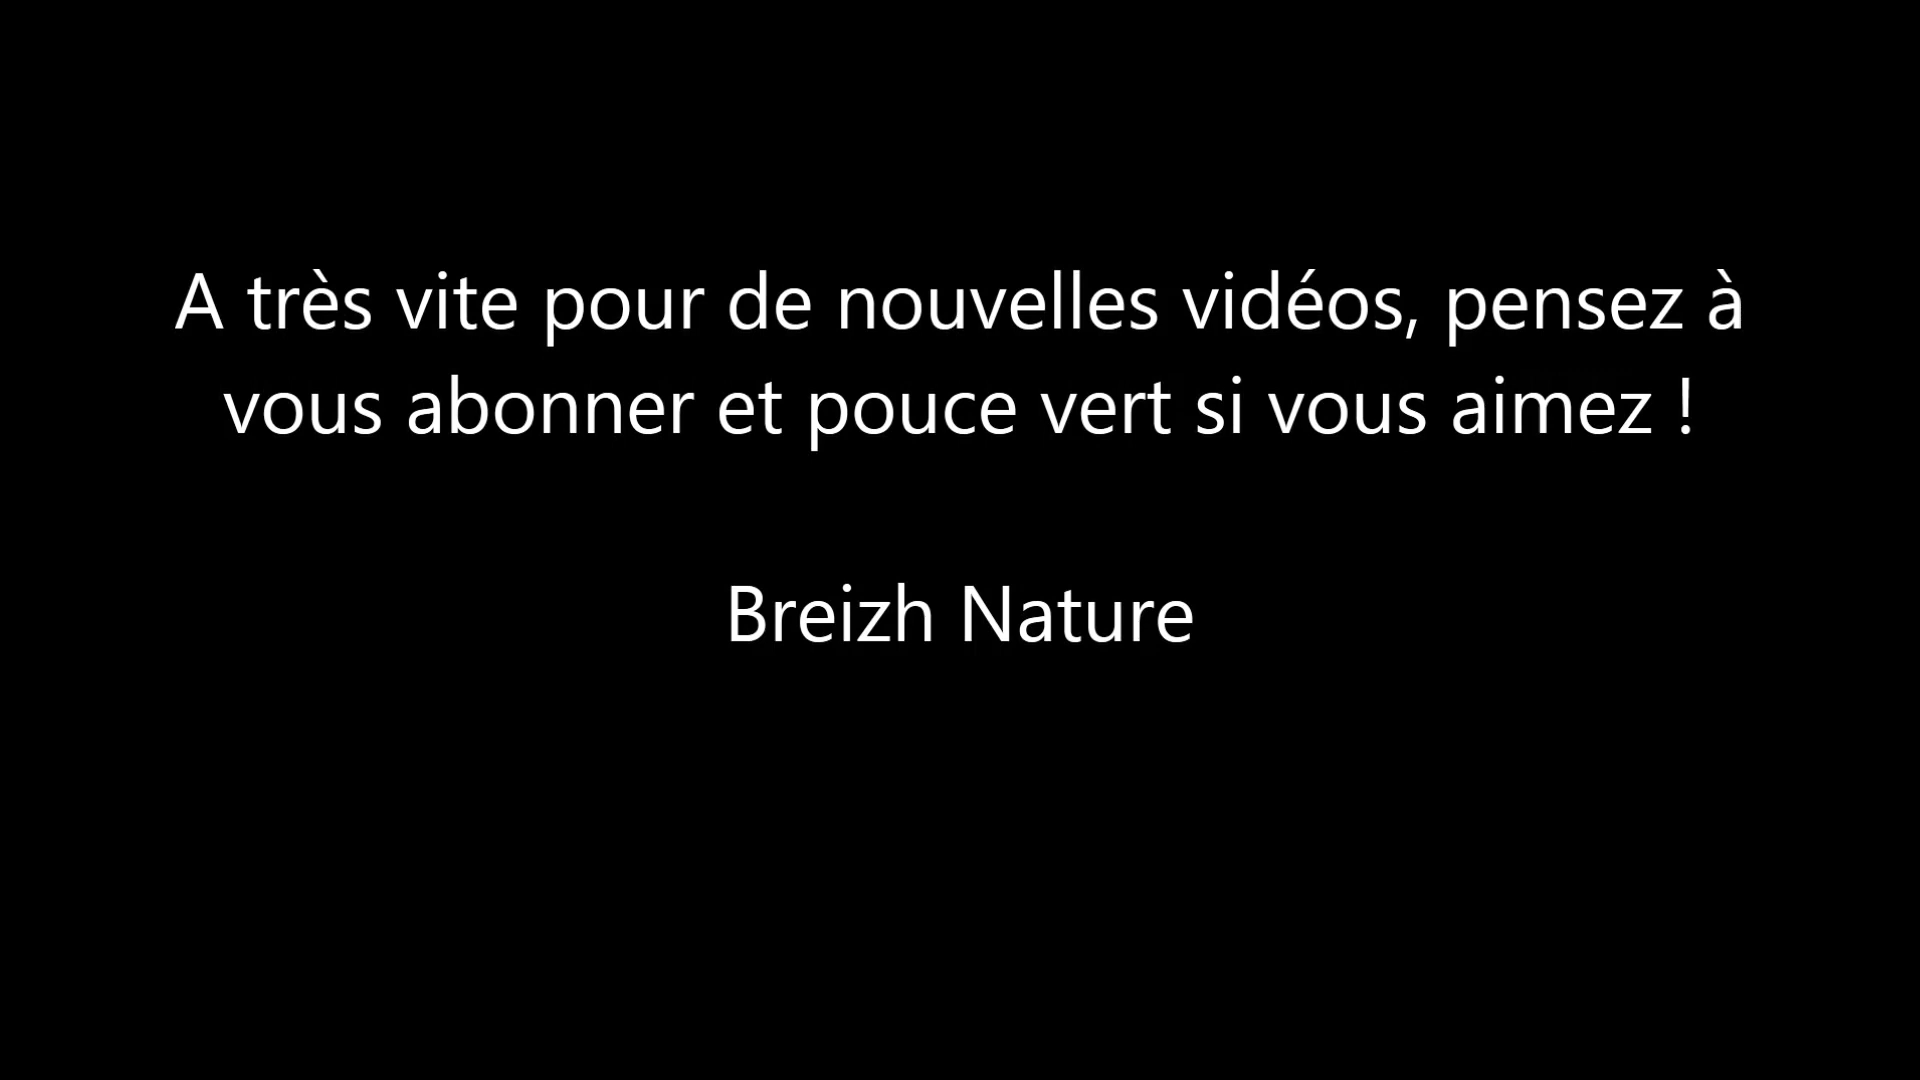 A très vite pour de nouvelles vidéos, pensez à
vous abonner et pouce vert si vous aimez !
Breizh Nature